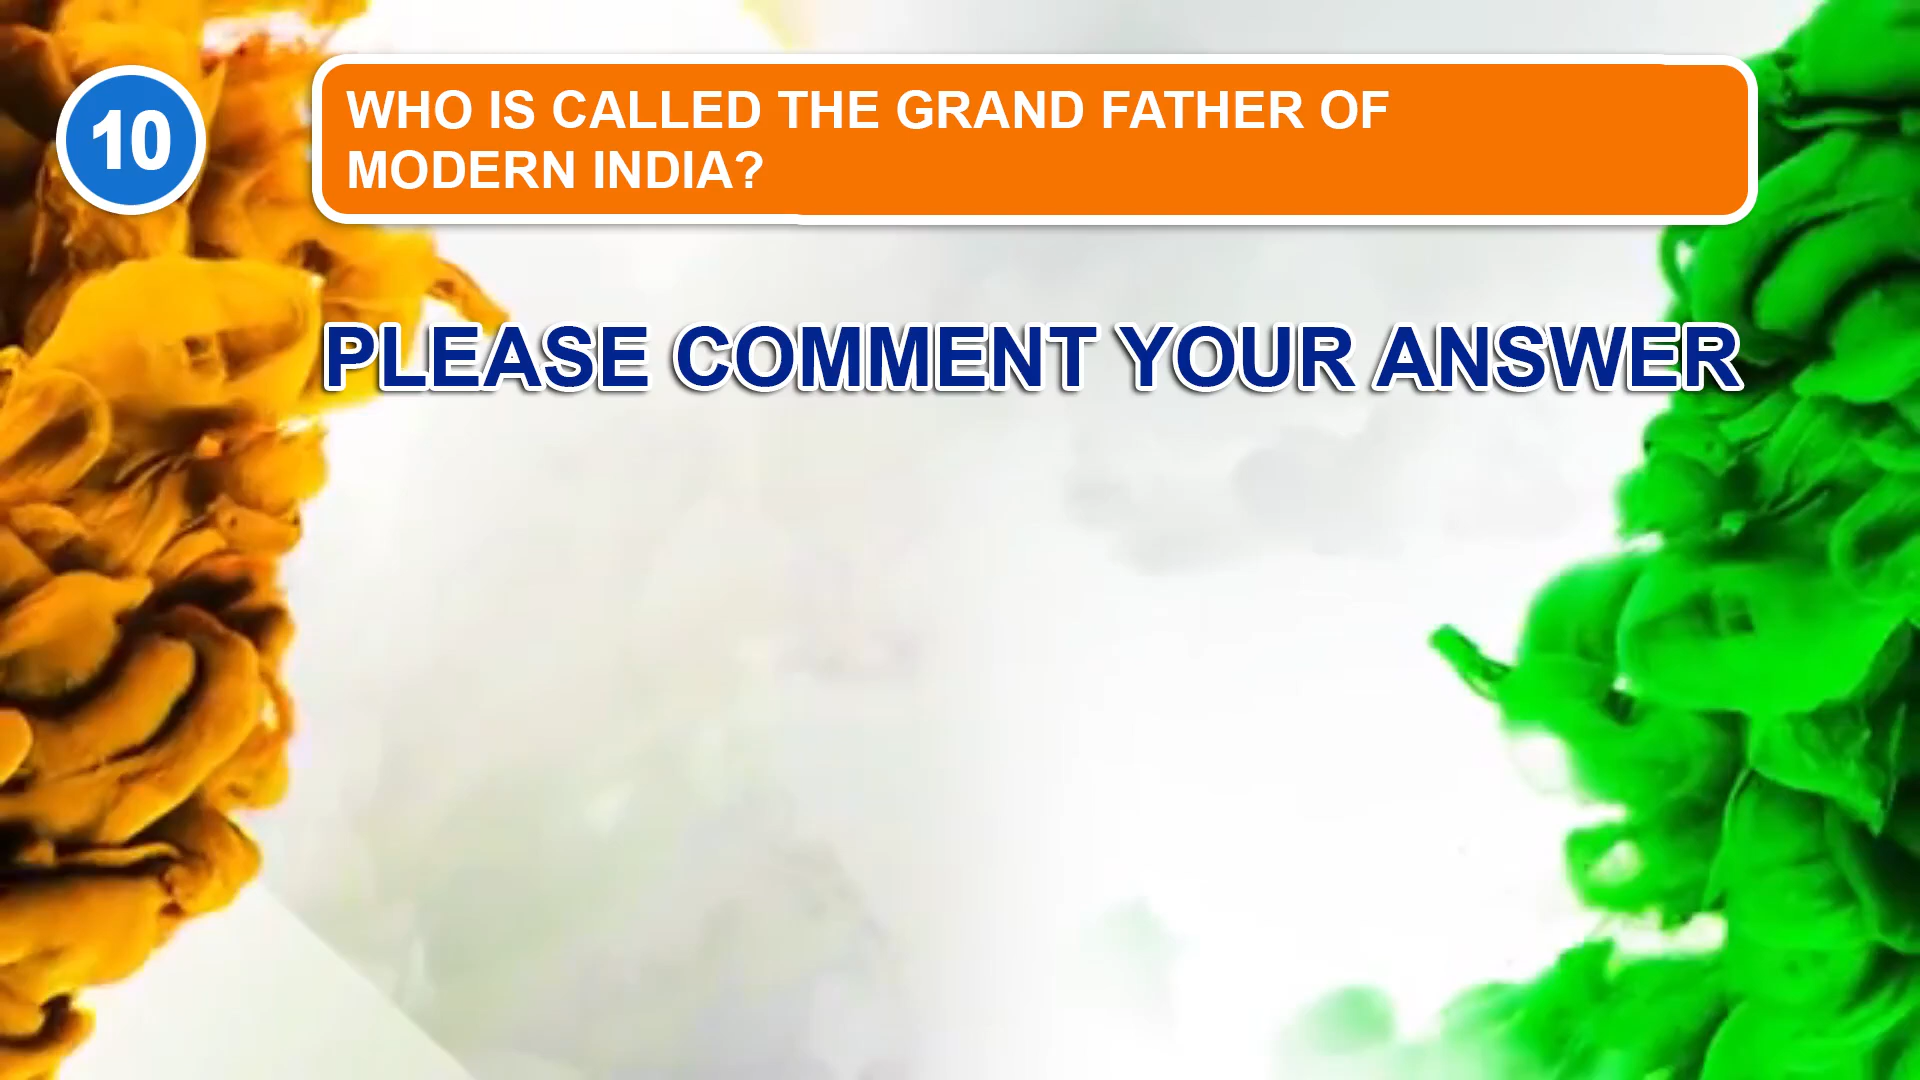 10
WHO IS CALLED THE GRAND FATHER OF
MODERN INDIA?
PLEASE COMMENT YOUR ANSWER